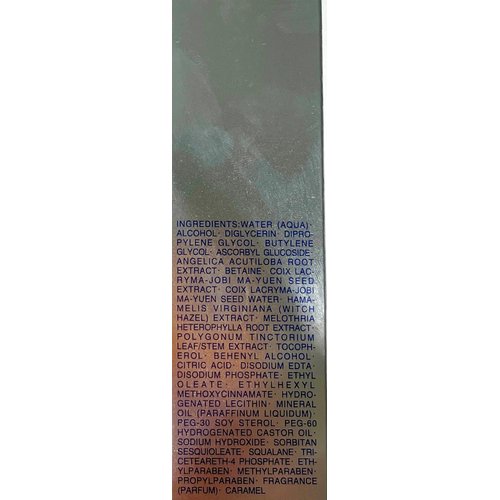 INGREDIENTS:WATER (AQUA)·
ALCOHOL· DIGLYCERIN· DIPRO-
PYLENE GLYCOL· BUTYLENE
GLYCOL· ASCORBYL GLUCOSIDE·
ANGELICA ACUTILOBA ROOT
EXTRACT· BETAINE· COIX LAC-
RYMA-JOBI MA-YUEN SEED
EXTRACT· COIX LACRYMA-JOBI
MA-YUEN SEED WATER· HAMA-
MELIS VIRGINIANA (WITCH
HAZEL) EXTRACT· MELOTHRIA
HETEROPHYLLA ROOT EXTRACT·
POLYGONUM TINCTORIUM
LEAF/STEM EXTRACT· TOCOPH-
EROL· BEHENYL ALCOHOL·
CITRIC ACID· DISODIUM EDTA·
DISODIUM PHOSPHATE· ETHYL
OLEATE· ETHYLHEXYL
METHOXYCINNAMATE· HYDRO-
GENATED LECITHIN· MINERAL
OIL (PARAFFINUM LIQUIDUM)·
PEG-30 SOY STEROL· PEG-60
HYDROGENATED CASTOR OIL·
SODIUM HYDROXIDE· SORBITAN
SESQUIOLEATE· SQUALANE· TRI-
CETEARETH-4 PHOSPHATE· ETH-
YLPARABEN· METHYLPARABEN·
PROPYLPARABEN· FRAGRANCE
(PARFUM)· CARAMEL